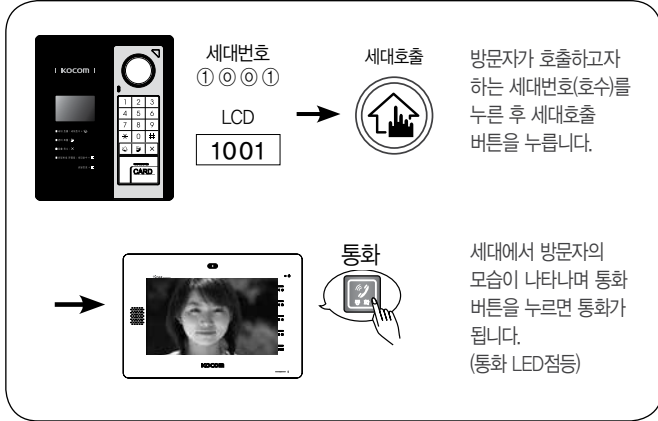 KOCOM
1 2 3
4 5 6
7 8 9
* 0 #
CARD
세대번호
① ⓪ ⓪ ①
LCD
1001
세대호출
방문자가 호출하고자
하는 세대번호(호수)를
누른 후 세대호출
버튼을 누릅니다.
KOCOM
통화
세대에서 방문자의
모습이 나타나며 통화
버튼을 누르면 통화가
됩니다.
(통화 LED점등)